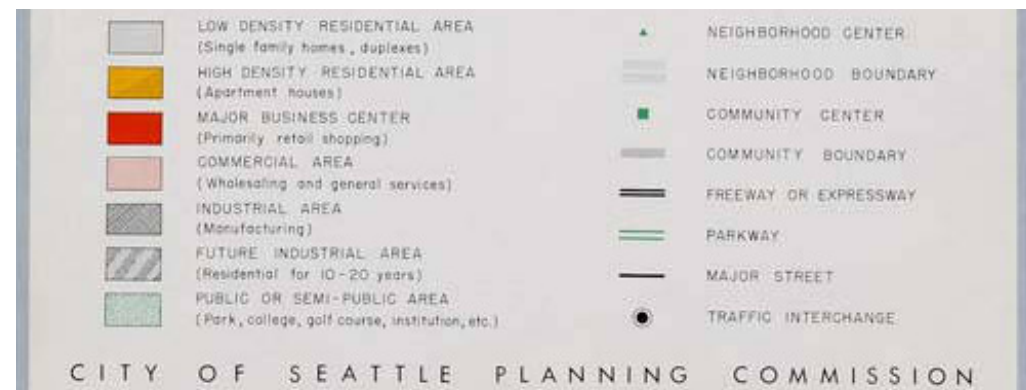 LOW DENSITY RESIDENTIAL AREA
(Single family homes, duplexes)
HIGH DENSITY RESIDENTIAL AREA
(Apartment houses)
MAJOR BUSINESS CENTER
(Primarily retail shopping)
COMMERCIAL AREA
(Wholesaling and general services)
INDUSTRIAL AREA
(Manufacturing)
FUTURE INDUSTRIAL AREA
(Residential for 10-20 years)
PUBLIC OR SEMI-PUBLIC AREA
(Park, college, golf course, institution, etc.)
NEIGHBORHOOD CENTER
NEIGHBORHOOD BOUNDARY
COMMUNITY CENTER
COMMUNITY BOUNDARY
FREEWAY OR EXPRESSWAY
PARKWAY
MAJOR STREET
TRAFFIC INTERCHANGE
CITY OF SEATTLE PLANNING COMMISSION